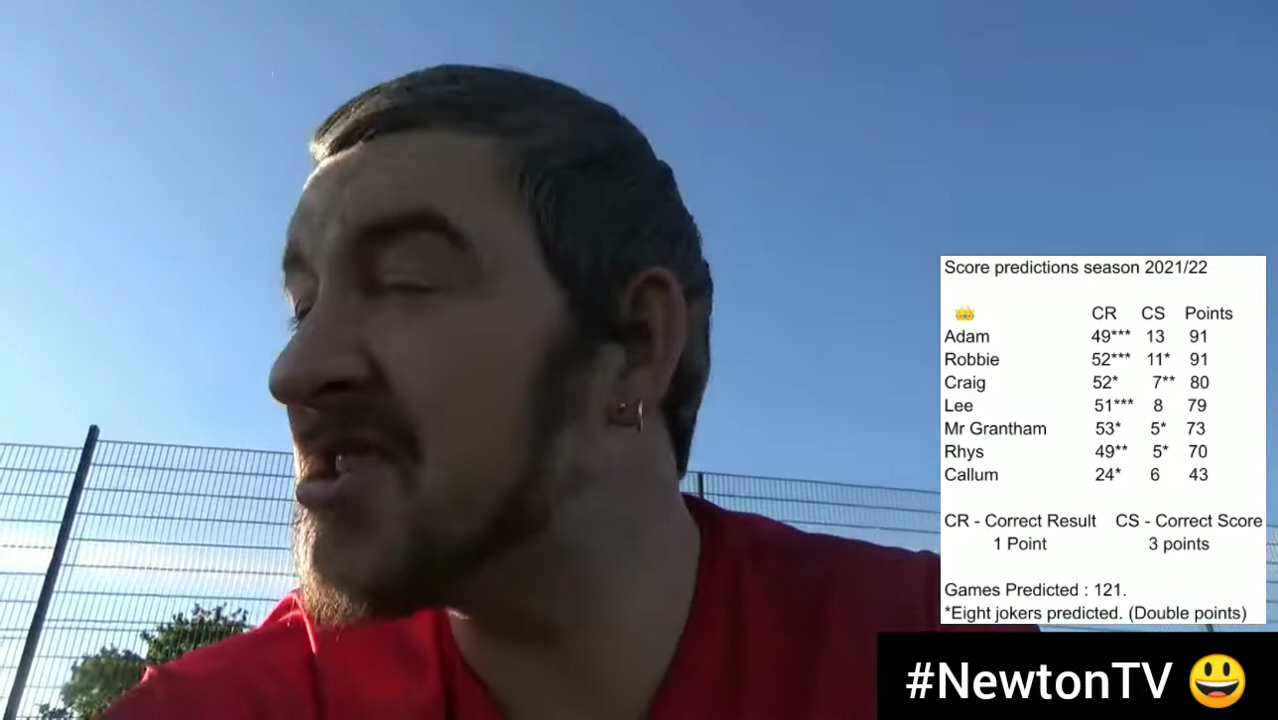 Score predictions season 2021/22
👑 CR CS Points
Adam 49*** 13 91
Robbie 52*** 11* 91
Craig 52* 7** 80
Lee 51*** 8 79
Mr Grantham 53* 5* 73
Rhys 49** 5* 70
Callum 24* 6 43
CR - Correct Result CS - Correct Score
1 Point 3 points
Games Predicted : 121.
*Eight jokers predicted. (Double points)
#NewtonTV 😃